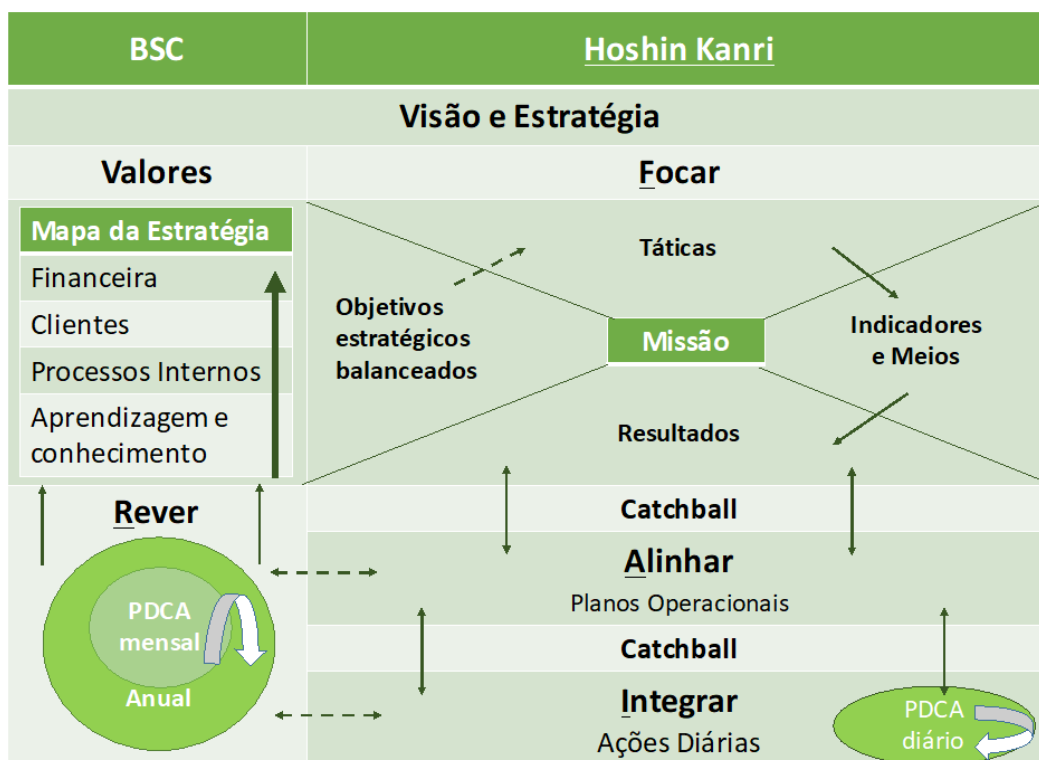 BSC
Hoshin Kanri
Visão e Estratégia
Valores
Focar
Mapa da Estratégia
Financeira
Clientes
Processos Internos
Aprendizagem e
conhecimento
Objetivos
estratégicos
balanceados
Táticas
Missão
Indicadores
e Meios
Resultados
Rever
PDCA
mensal
Anual
Catchball
Alinhar
Planos Operacionais
Catchball
Integrar
Ações Diárias
PDCA
diário